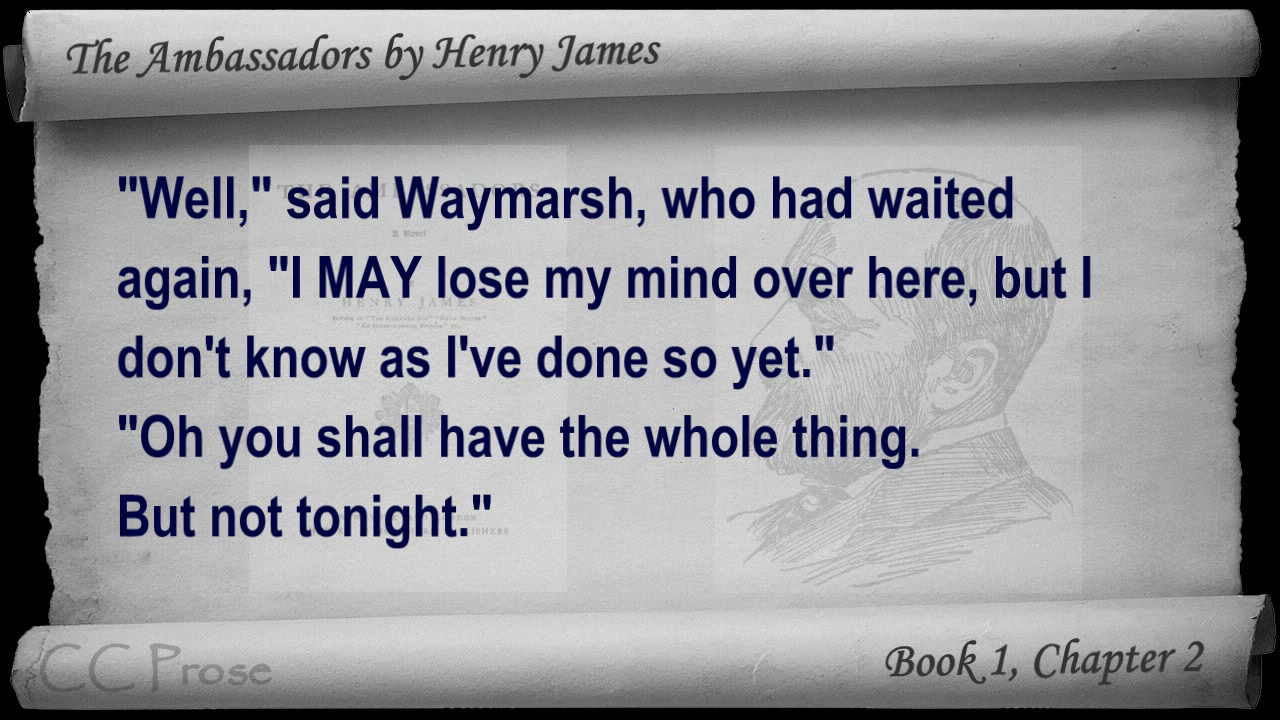 The Ambassadors by Henry James
"Well," said Waymarsh, who had waited
again, "I MAY lose my mind over here, but I
don't know as I've done so yet."
"Oh you shall have the whole thing.
But not tonight."
HENRY JAMES
CC Prose
Book 1, Chapter 2